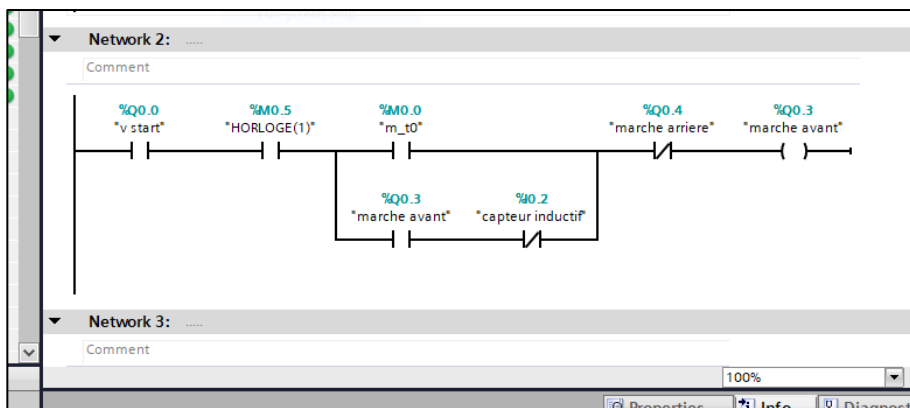 Network 2: .....
Comment
%Q0.0 %M0.5 %M0.0 %Q0.4 %Q0.3
"v start" "HORLOGE(1)" "m_t0" "marche arriere" "marche avant"
%Q0.3 %I0.2
"marche avant" "capteur inductif"
Network 3: .....
Comment
100%
Properties Info Diagnost